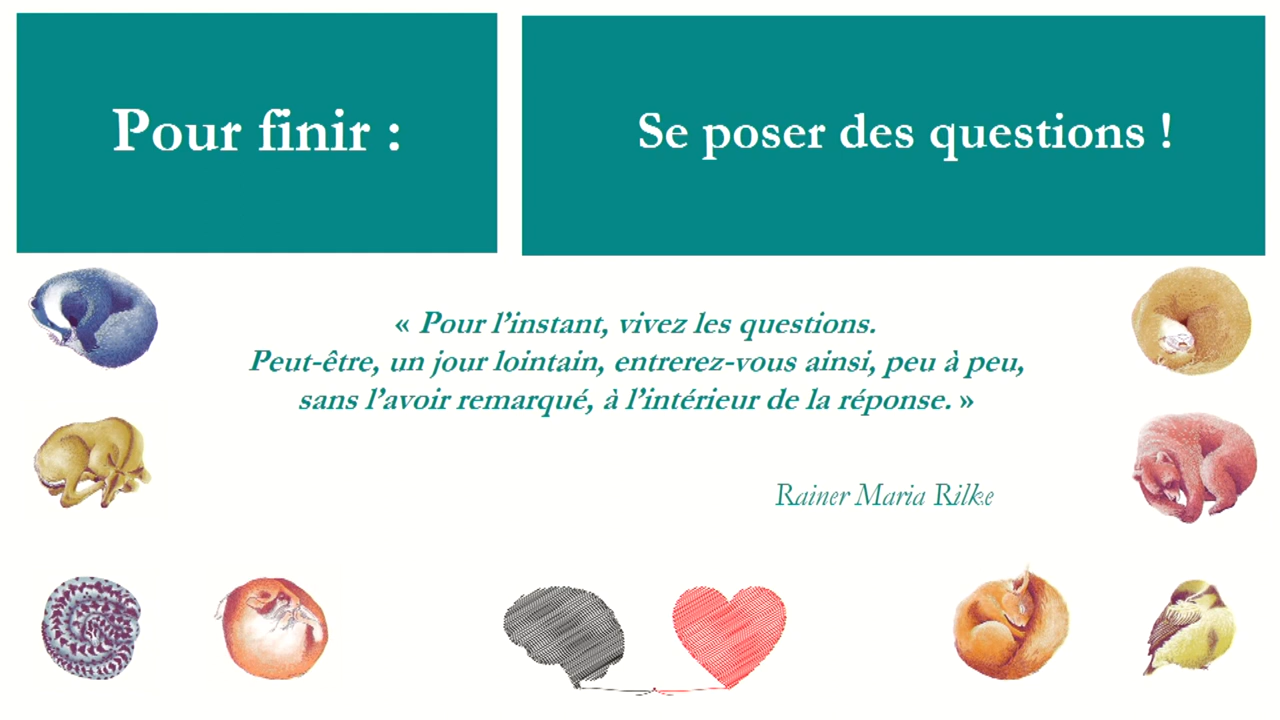 Pour finir :
Se poser des questions !
« Pour l’instant, vivez les questions.
Peut-être, un jour lointain, entrerez-vous ainsi, peu à peu,
sans l’avoir remarqué, à l’intérieur de la réponse. »
Rainer Maria Rilke